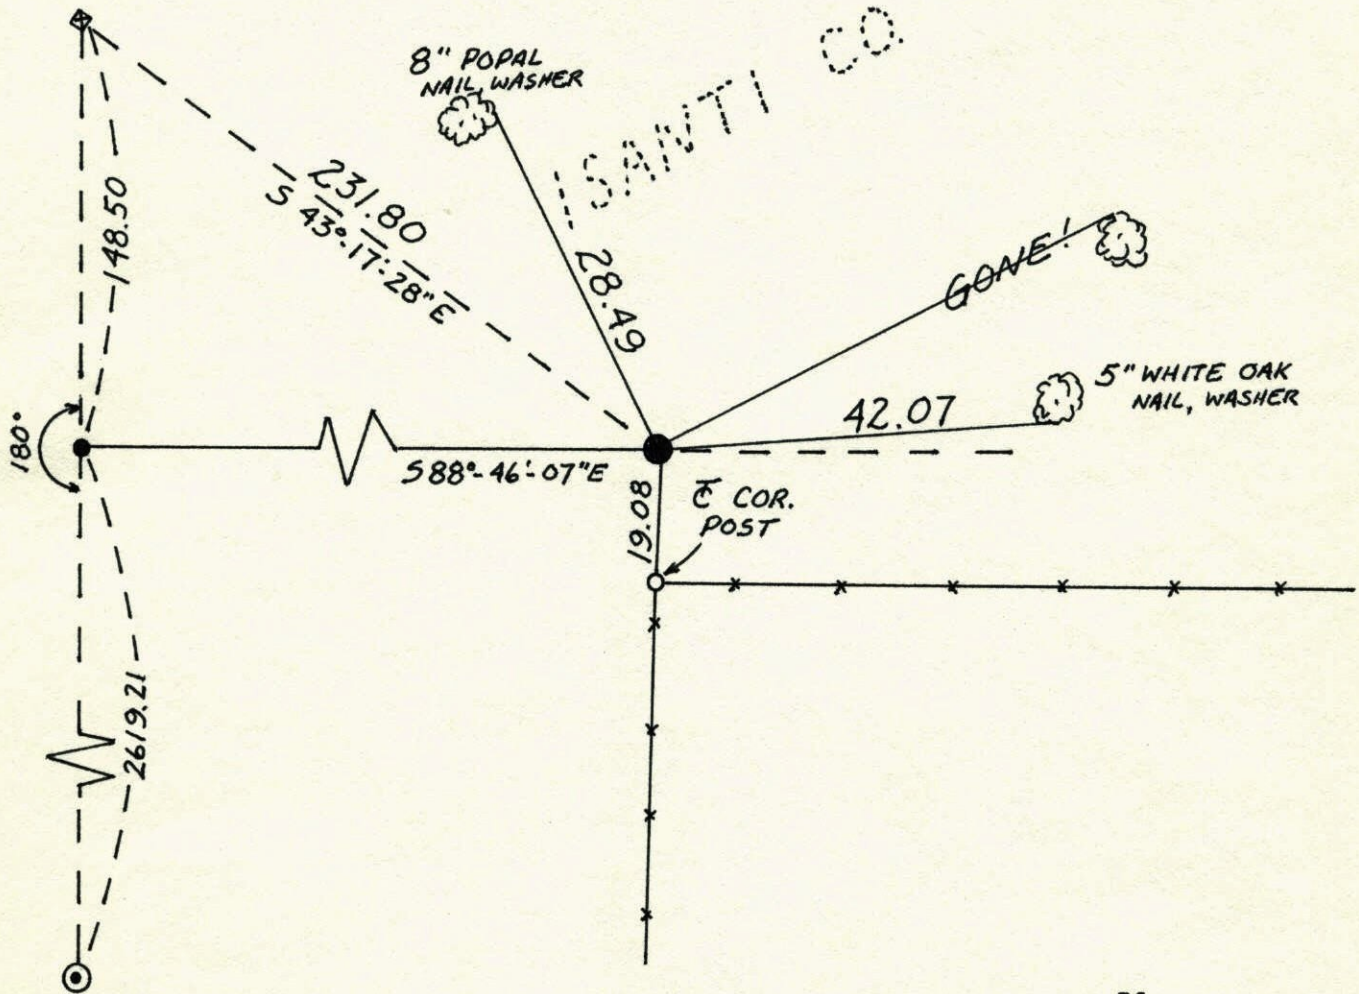 8" POPAL
NAIL, WASHER
ISANTI CO.
148.50
231.80
S 43°-17'-28"E
28.49
GONE!
5" WHITE OAK
NAIL, WASHER
42.07
180°
S88°-46'-07"E
19.08
COR.
POST
2619.21